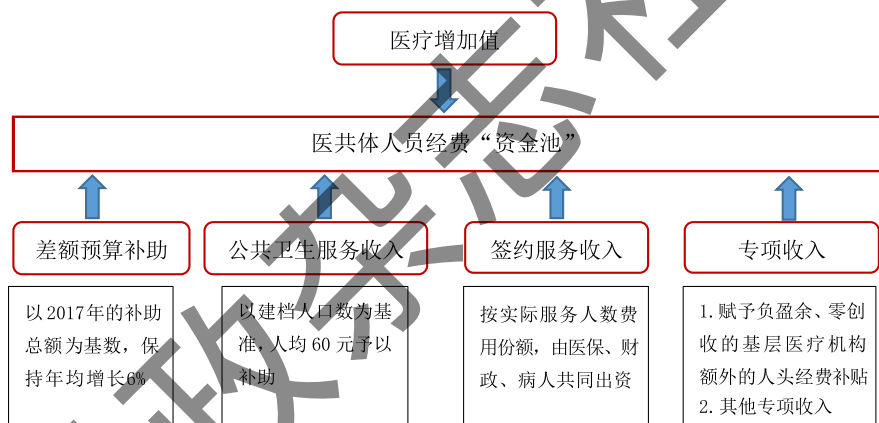 医疗增加值
医共体人员经费“资金池”
差额预算补助
公共卫生服务收入
签约服务收入
专项收入
以2017年的补助
总额为基数，保
持年均增长6%
以建档人口数为基
准，人均 60 元予以
补助
按实际服务人数费
用份额，由医保、财
政、病人共同出资
1. 赋予负盈余、零创
收的基层医疗机构
额外的人头经费补贴
2. 其他专项收入
政杂志社